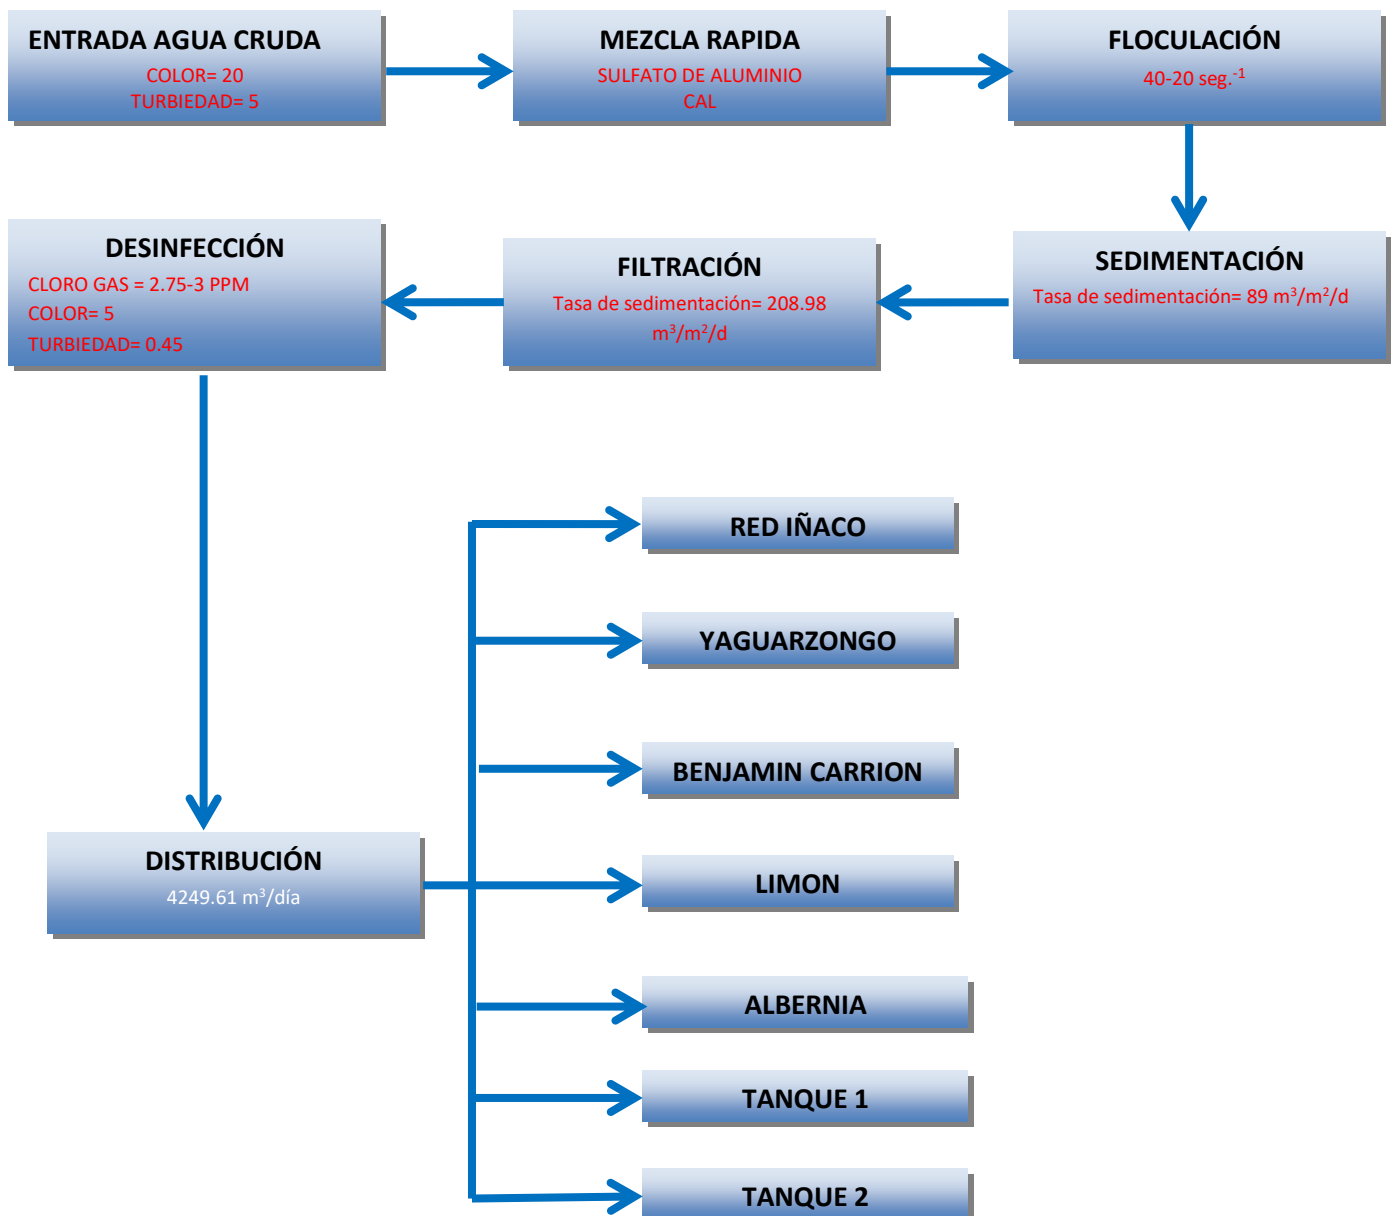 ENTRADA AGUA CRUDA
COLOR= 20
TURBIEDAD= 5
MEZCLA RAPIDA
SULFATO DE ALUMINIO
CAL
FLOCULACIÓN
40-20 seg.⁻¹
SEDIMENTACIÓN
Tasa de sedimentación= 89 m³/m²/d
FILTRACIÓN
Tasa de sedimentación= 208.98
m³/m²/d
DESINFECCIÓN
CLORO GAS = 2.75-3 PPM
COLOR= 5
TURBIEDAD= 0.45
DISTRIBUCIÓN
4249.61 m³/día
RED IÑACO
YAGUARZONGO
BENJAMIN CARRION
LIMON
ALBERNIA
TANQUE 1
TANQUE 2